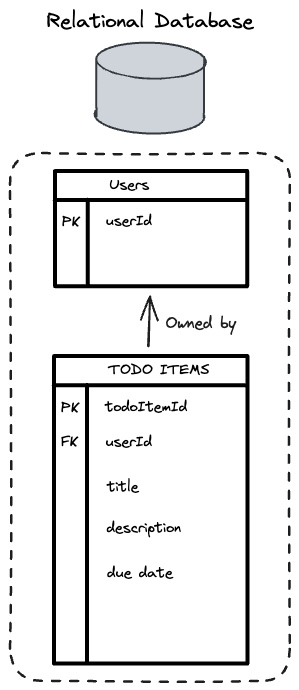 Relational Database
Users
PK userId
Owned by
TODO ITEMS
PK todoItemId
FK userId
title
description
due date